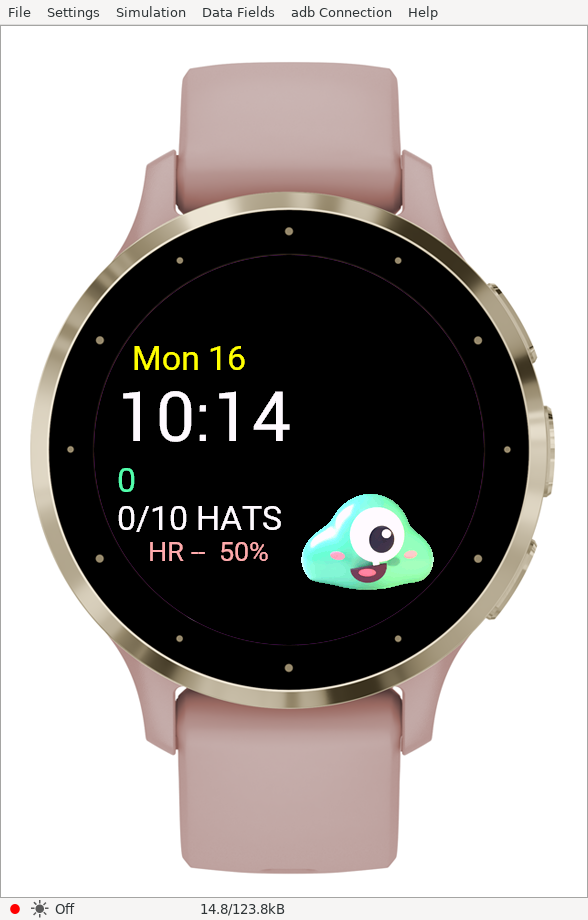 File Settings Simulation Data Fields adb Connection Help
Mon 16
10:14
0
0/10 HATS
HR -- 50%
Off 14.8/123.8kB